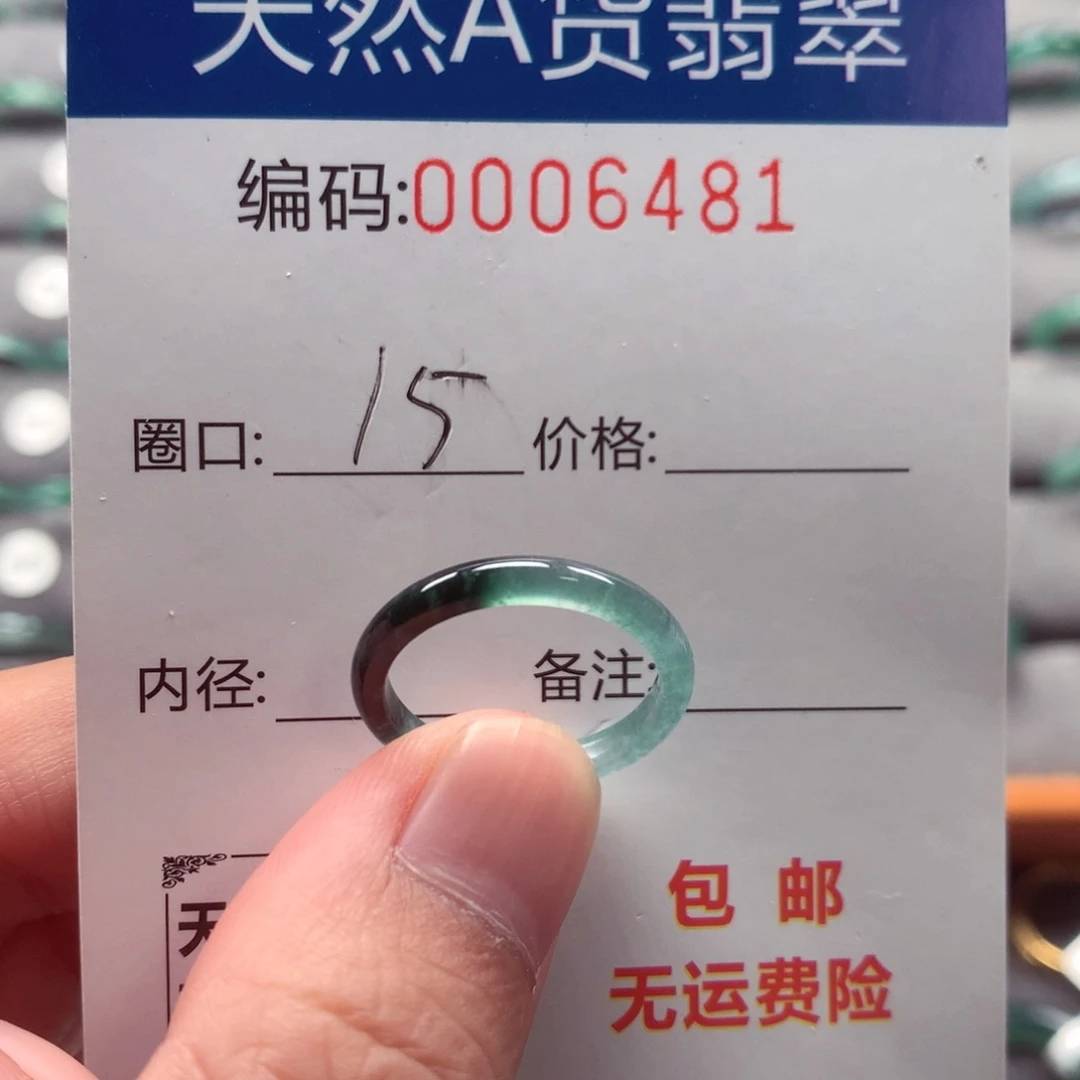 天然A货翡翠
编码:0006481
圈口: 15 价格:
内径: 备注:
天
包 邮
无运费险